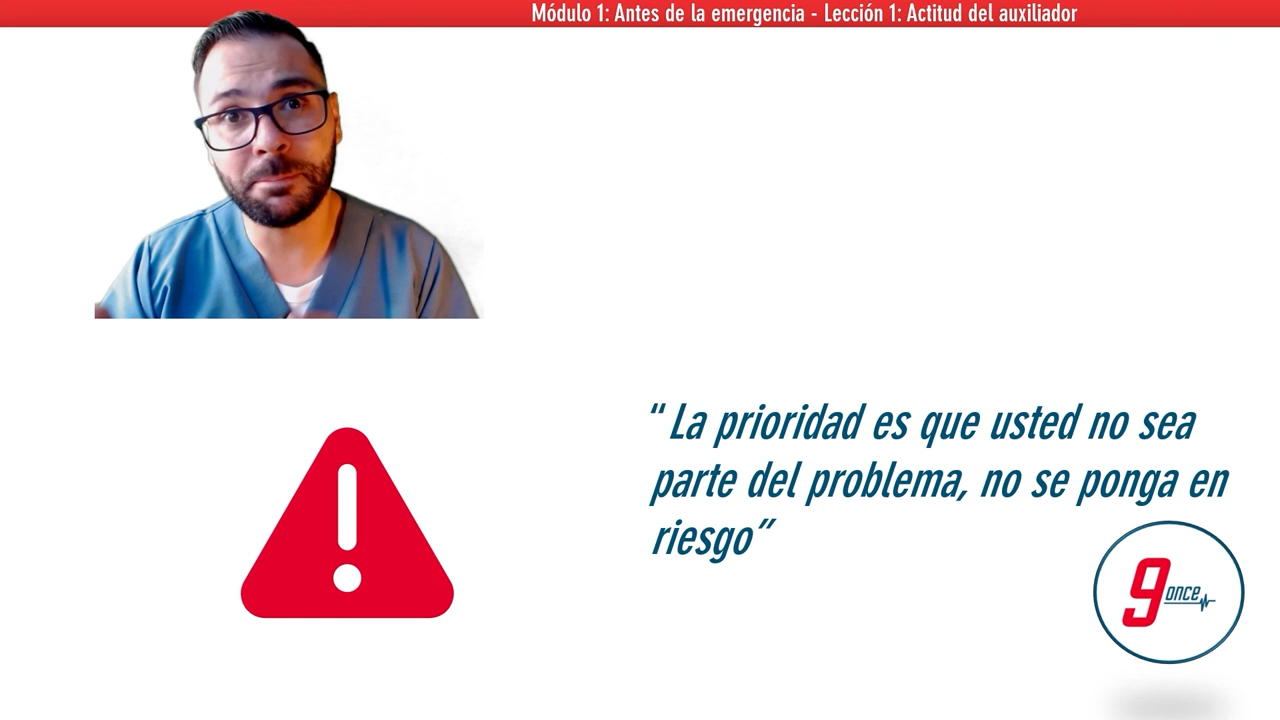 Módulo 1: Antes de la emergencia - Lección 1: Actitud del auxiliador
“La prioridad es que usted no sea
parte del problema, no se ponga en
riesgo”
9 once